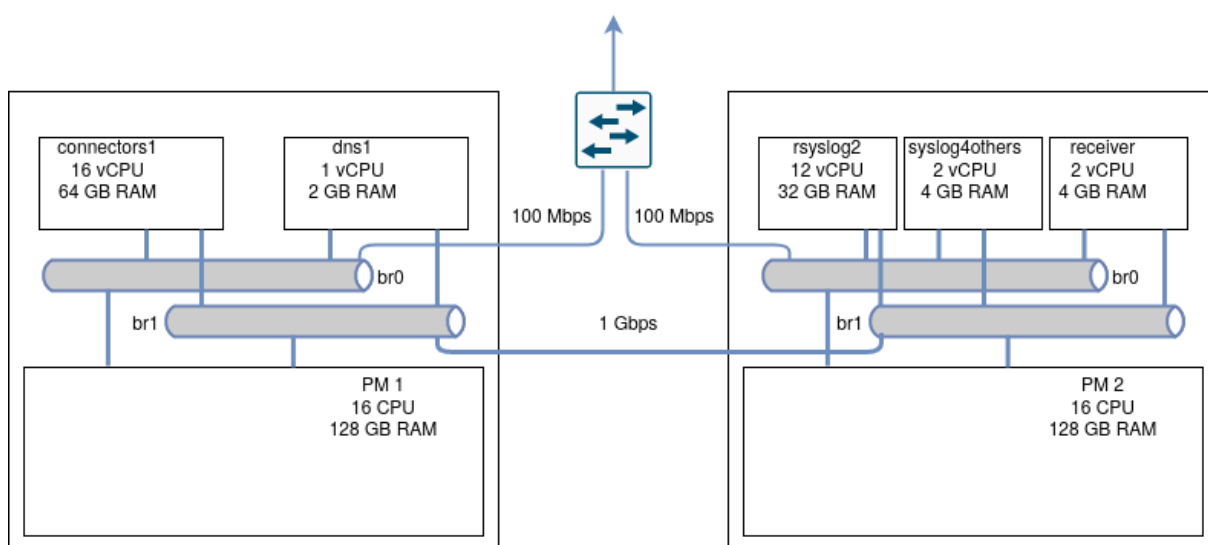 connectors1
16 vCPU
64 GB RAM
dns1
1 vCPU
2 GB RAM
rsyslog2
12 vCPU
32 GB RAM
syslog4others
2 vCPU
4 GB RAM
receiver
2 vCPU
4 GB RAM
100 Mbps
100 Mbps
br0
br0
br1
1 Gbps
br1
PM 1
16 CPU
128 GB RAM
PM 2
16 CPU
128 GB RAM